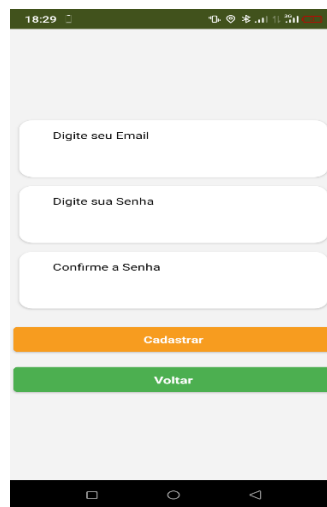 18:29
Digite seu Email
Digite sua Senha
Confirme a Senha
Cadastrar
Voltar